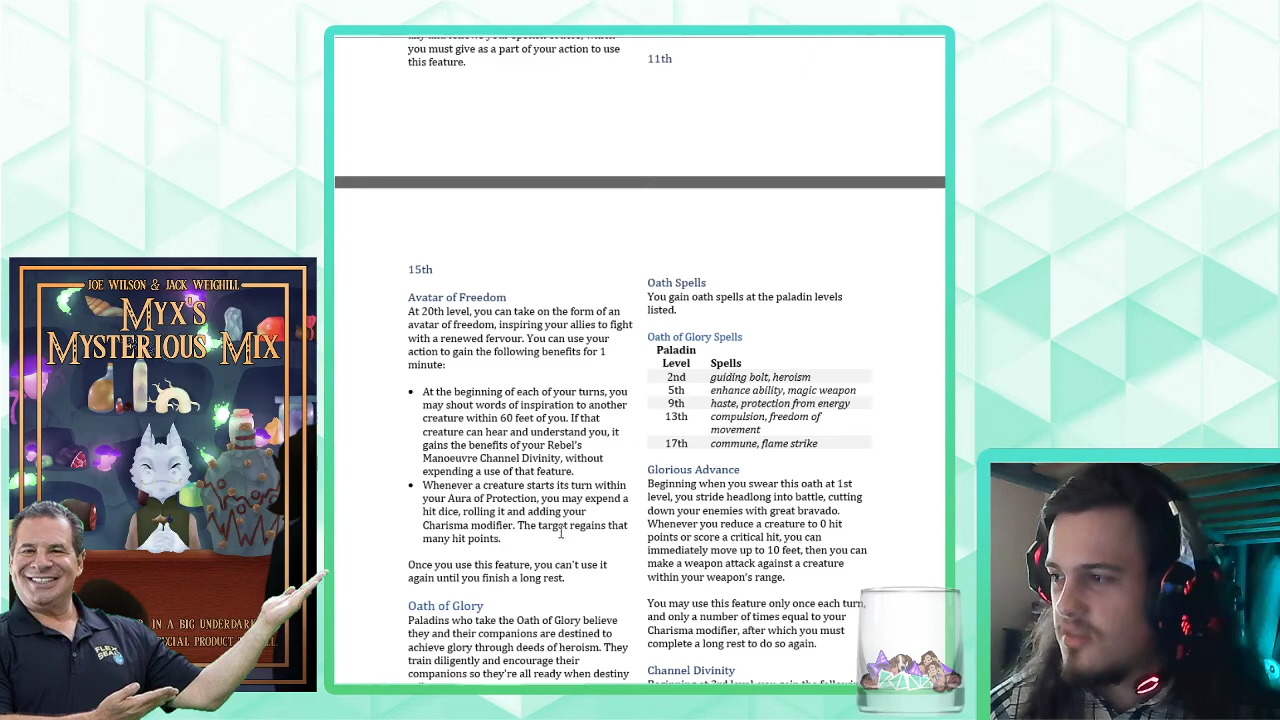 you must give as a part of your action to use
this feature.
11th
15th
Avatar of Freedom
At 20th level, you can take on the form of an
avatar of freedom, inspiring your allies to fight
with a renewed fervour. You can use your
action to gain the following benefits for 1
minute:
• At the beginning of each of your turns, you
may shout words of inspiration to another
creature within 60 feet of you. If that
creature can hear and understand you, it
gains the benefits of your Rebel's
Manoeuvre Channel Divinity, without
expending a use of that feature.
• Whenever a creature starts its turn within
your Aura of Protection, you may expend a
hit dice, rolling it and adding your
Charisma modifier. The target regains that
many hit points.
Once you use this feature, you can't use it
again until you finish a long rest.
Oath of Glory
Paladins who take the Oath of Glory believe
they and their companions are destined to
achieve glory through deeds of heroism. They
train diligently and encourage their
companions so they're all ready when destiny
Oath Spells
You gain oath spells at the paladin levels
listed.
Oath of Glory Spells
Paladin
Level Spells
2nd guiding bolt, heroism
5th enhance ability, magic weapon
9th haste, protection from energy
13th compulsion, freedom of
movement
17th commune, flame strike
Glorious Advance
Beginning when you swear this oath at 1st
level, you stride headlong into battle, cutting
down your enemies with great bravado.
Whenever you reduce a creature to 0 hit
points or score a critical hit, you can
immediately move up to 10 feet, then you can
make a weapon attack against a creature
within your weapon's range.
You may use this feature only once each turn,
and only a number of times equal to your
Charisma modifier, after which you must
complete a long rest to do so again.
Channel Divinity
JOE WILSON & JACK WEIGHILL
MYX'S
MYSTERIOUS MIX
IN A BIG UNDERDAR
FLEX
SEAL